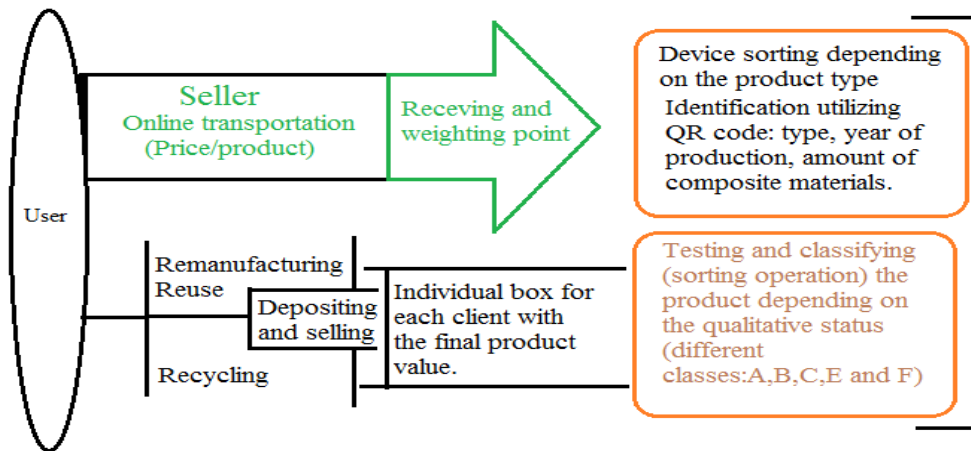 User
Seller
Online transportation
(Price/product)
Receving and
weighting point
Device sorting depending
on the product type
Identification utilizing
QR code: type, year of
production, amount of
composite materials.
Remanufacturing
Reuse
Recycling
Depositing
and selling
Individual box for
each client with
the final product
value.
Testing and classifying
(sorting operation) the
product depending on
the qualitative status
(different
classes:A,B,C,E and F)